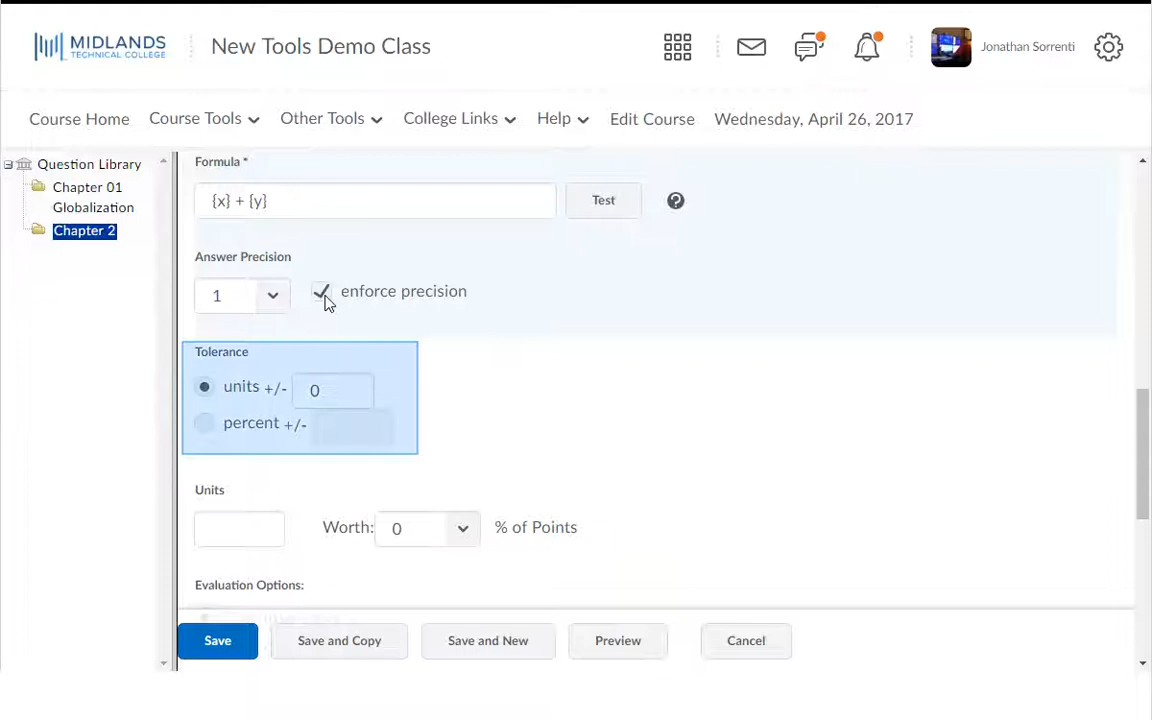 MIDLANDS
TECHNICAL COLLEGE
New Tools Demo Class
Jonathan Sorrenti
Course Home
Course Tools
Other Tools
College Links
Help
Edit Course
Wednesday, April 26, 2017
Question Library
Chapter 01
Globalization
Chapter 2
Formula *
{x} + {y}
Test
?
Answer Precision
1
enforce precision
Tolerance
units +/- 0
percent +/-
Units
Worth: 0 % of Points
Evaluation Options:
Save
Save and Copy
Save and New
Preview
Cancel